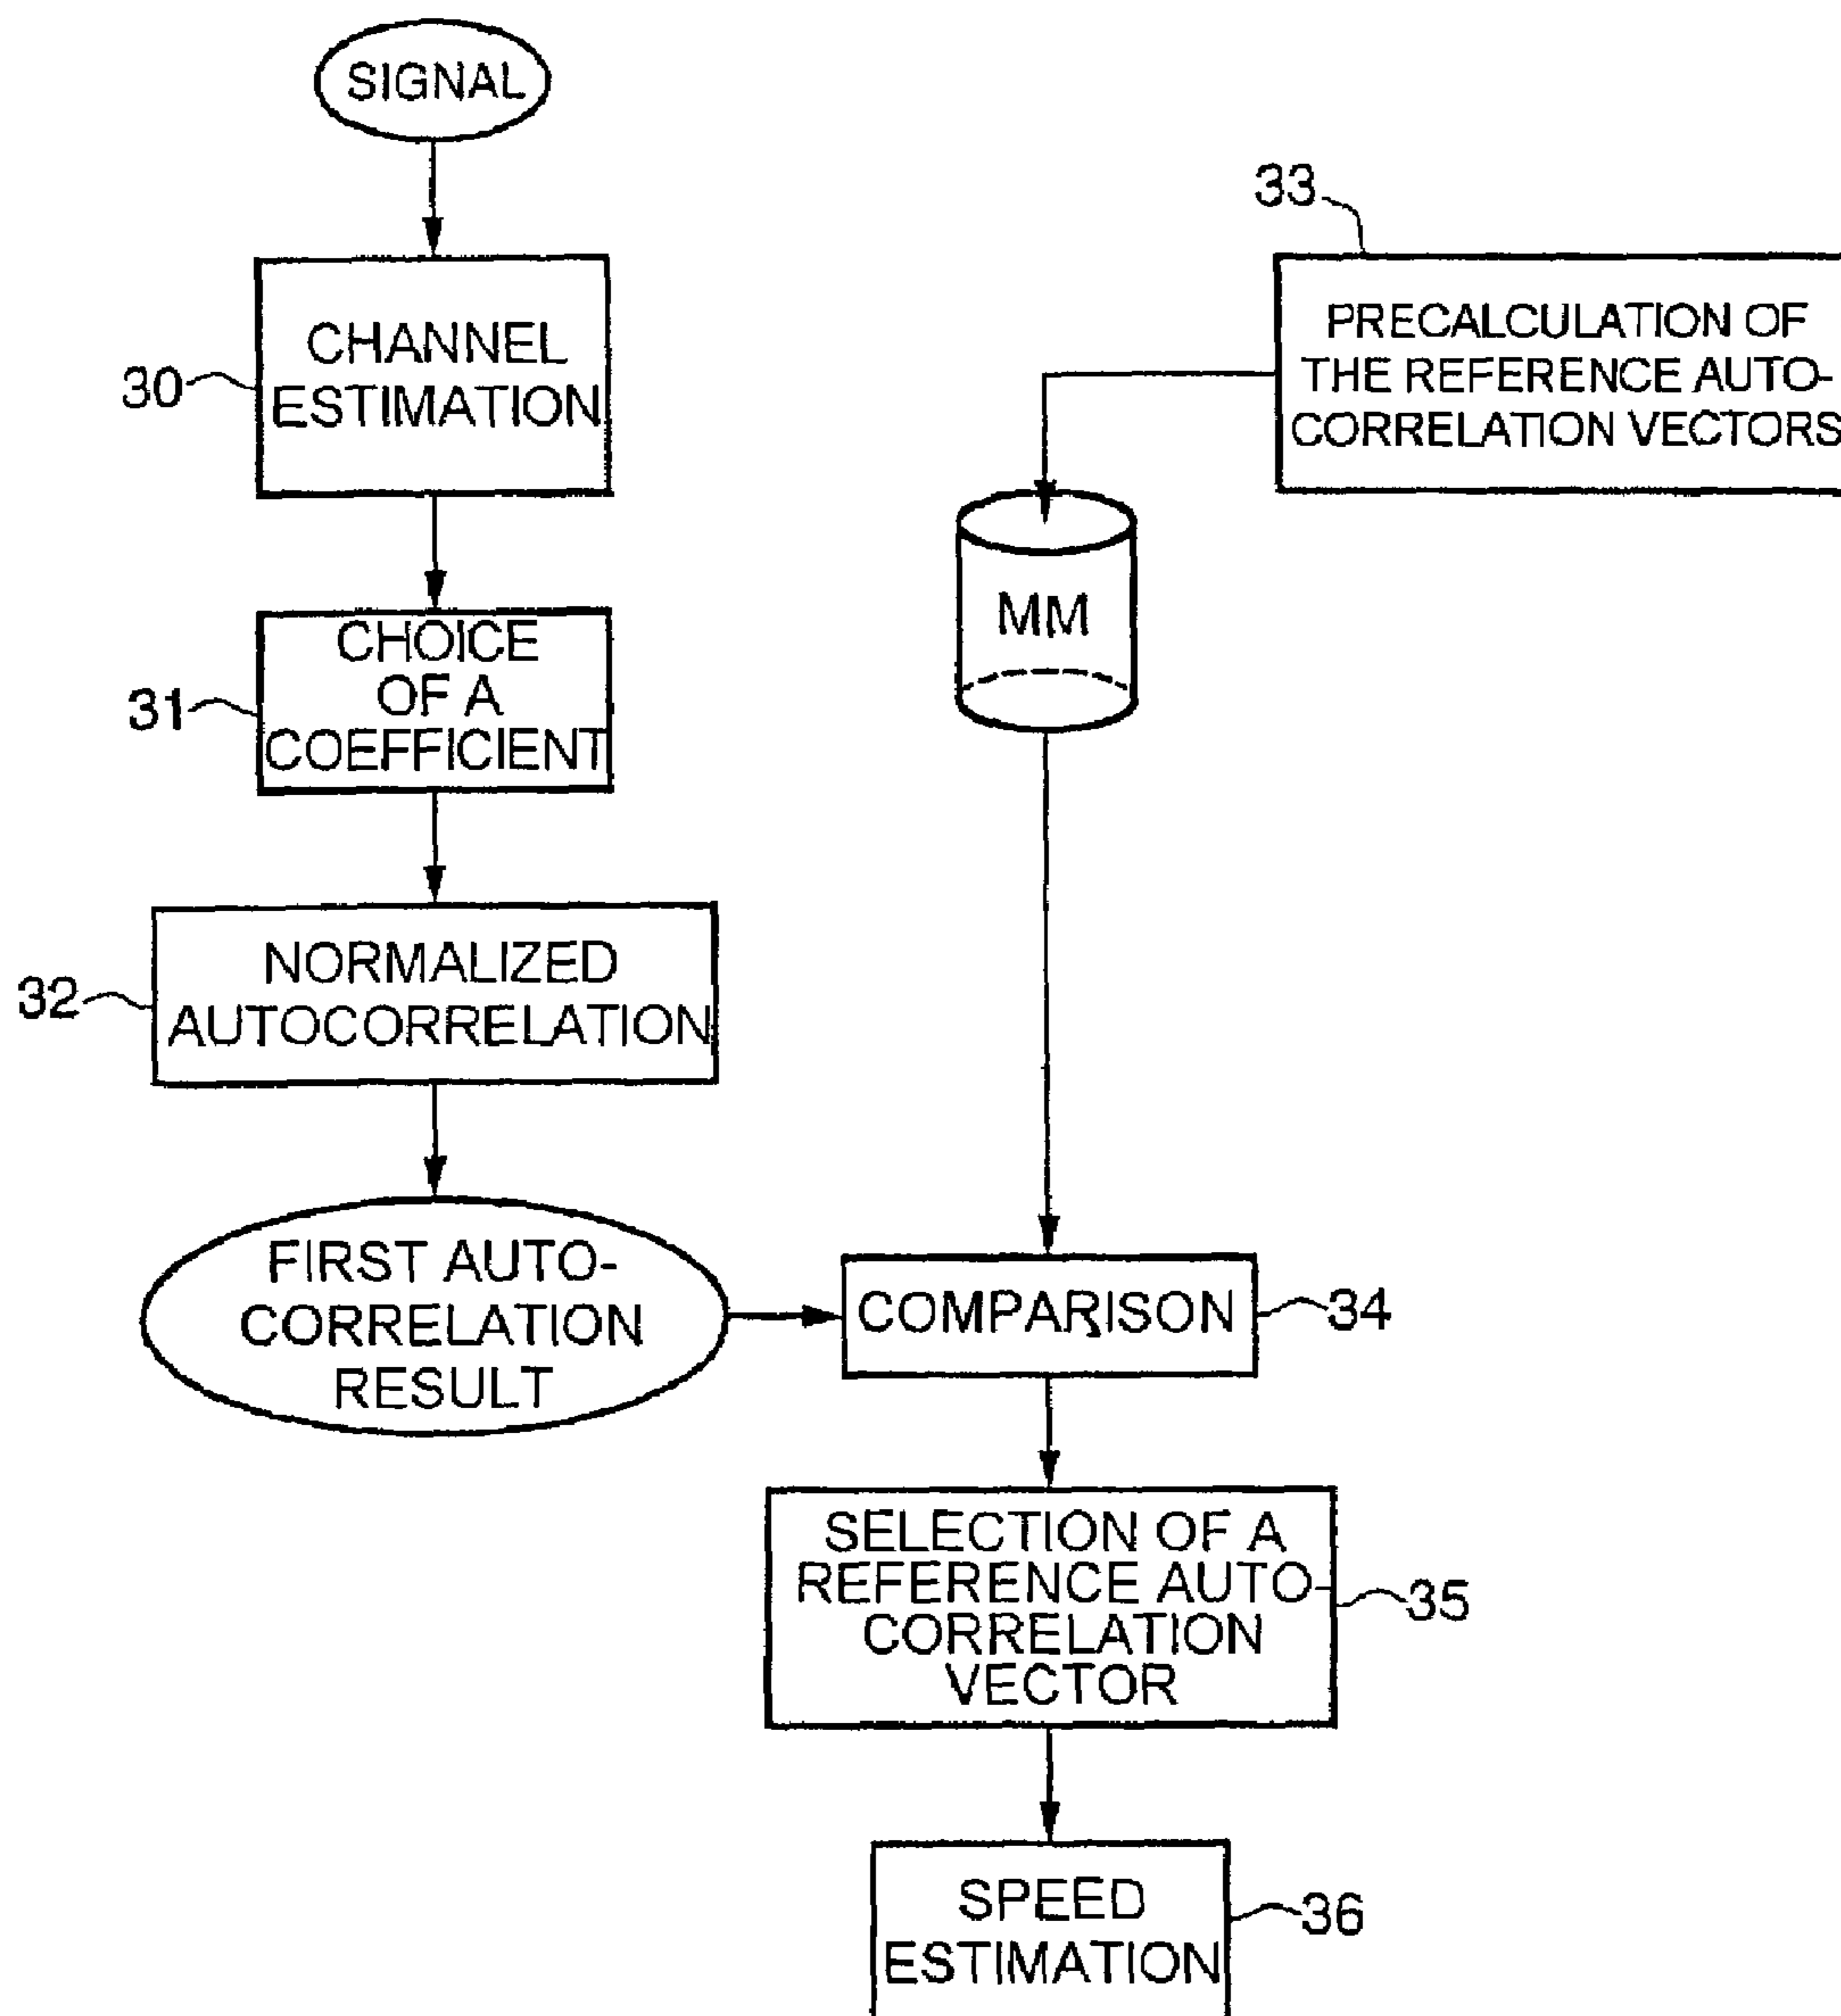 SIGNAL
33
CHANNEL
ESTIMATION
30
PRECALCULATION OF
THE REFERENCE AUTO-
CORRELATION VECTORS
MM
CHOICE
OF A
COEFFICIENT
31
NORMALIZED
AUTOCORRELATION
32
FIRST AUTO-
CORRELATION
RESULT
COMPARISON
34
SELECTION OF A
REFERENCE AUTO-
CORRELATION
VECTOR
35
SPEED
ESTIMATION
36